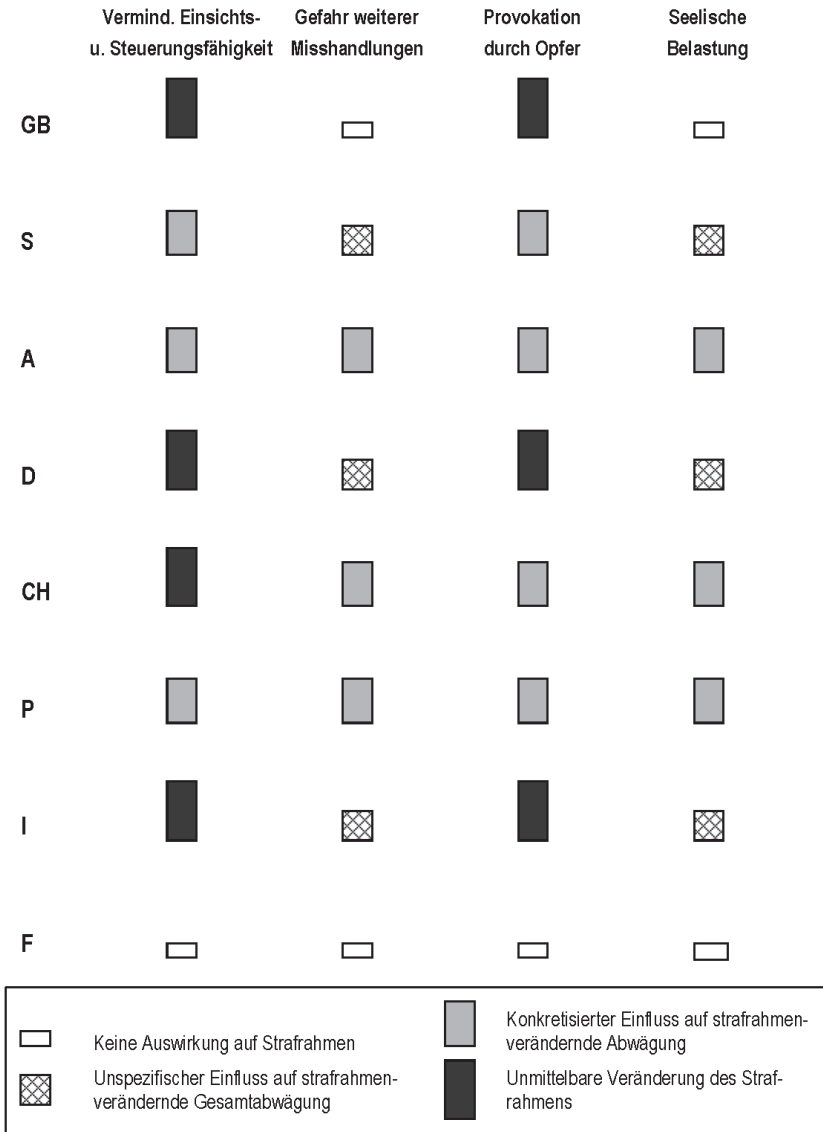 Vermind. Einsichts-
u. Steuerungsfähigkeit
Gefahr weiterer
Misshandlungen
Provokation
durch Opfer
Seelische
Belastung
GB
S
A
D
CH
P
I
F
Keine Auswirkung auf Strafrahmen
Unspezifischer Einfluss auf strafrahmen-
verändernde Gesamtabwägung
Konkretisierter Einfluss auf strafrahmen-
verändernde Abwägung
Unmittelbare Veränderung des Straf-
rahmens